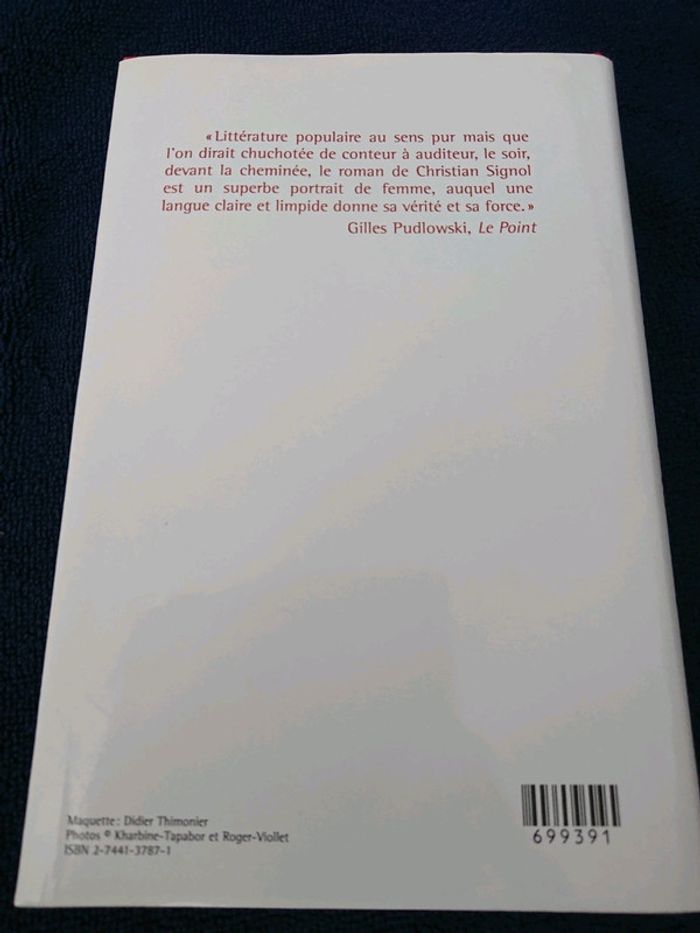 « Littérature populaire au sens pur mais que
l'on dirait chuchotée de conteur à auditeur, le soir,
devant la cheminée, le roman de Christian Signol
est un superbe portrait de femme, auquel une
langue claire et limpide donne sa vérité et sa force. »
Gilles Pudlowski, Le Point
Maquette : Didier Thimonier
Photos © Kharbine-Tapabor et Roger-Viollet
ISBN 2-7441-3787-1
699391